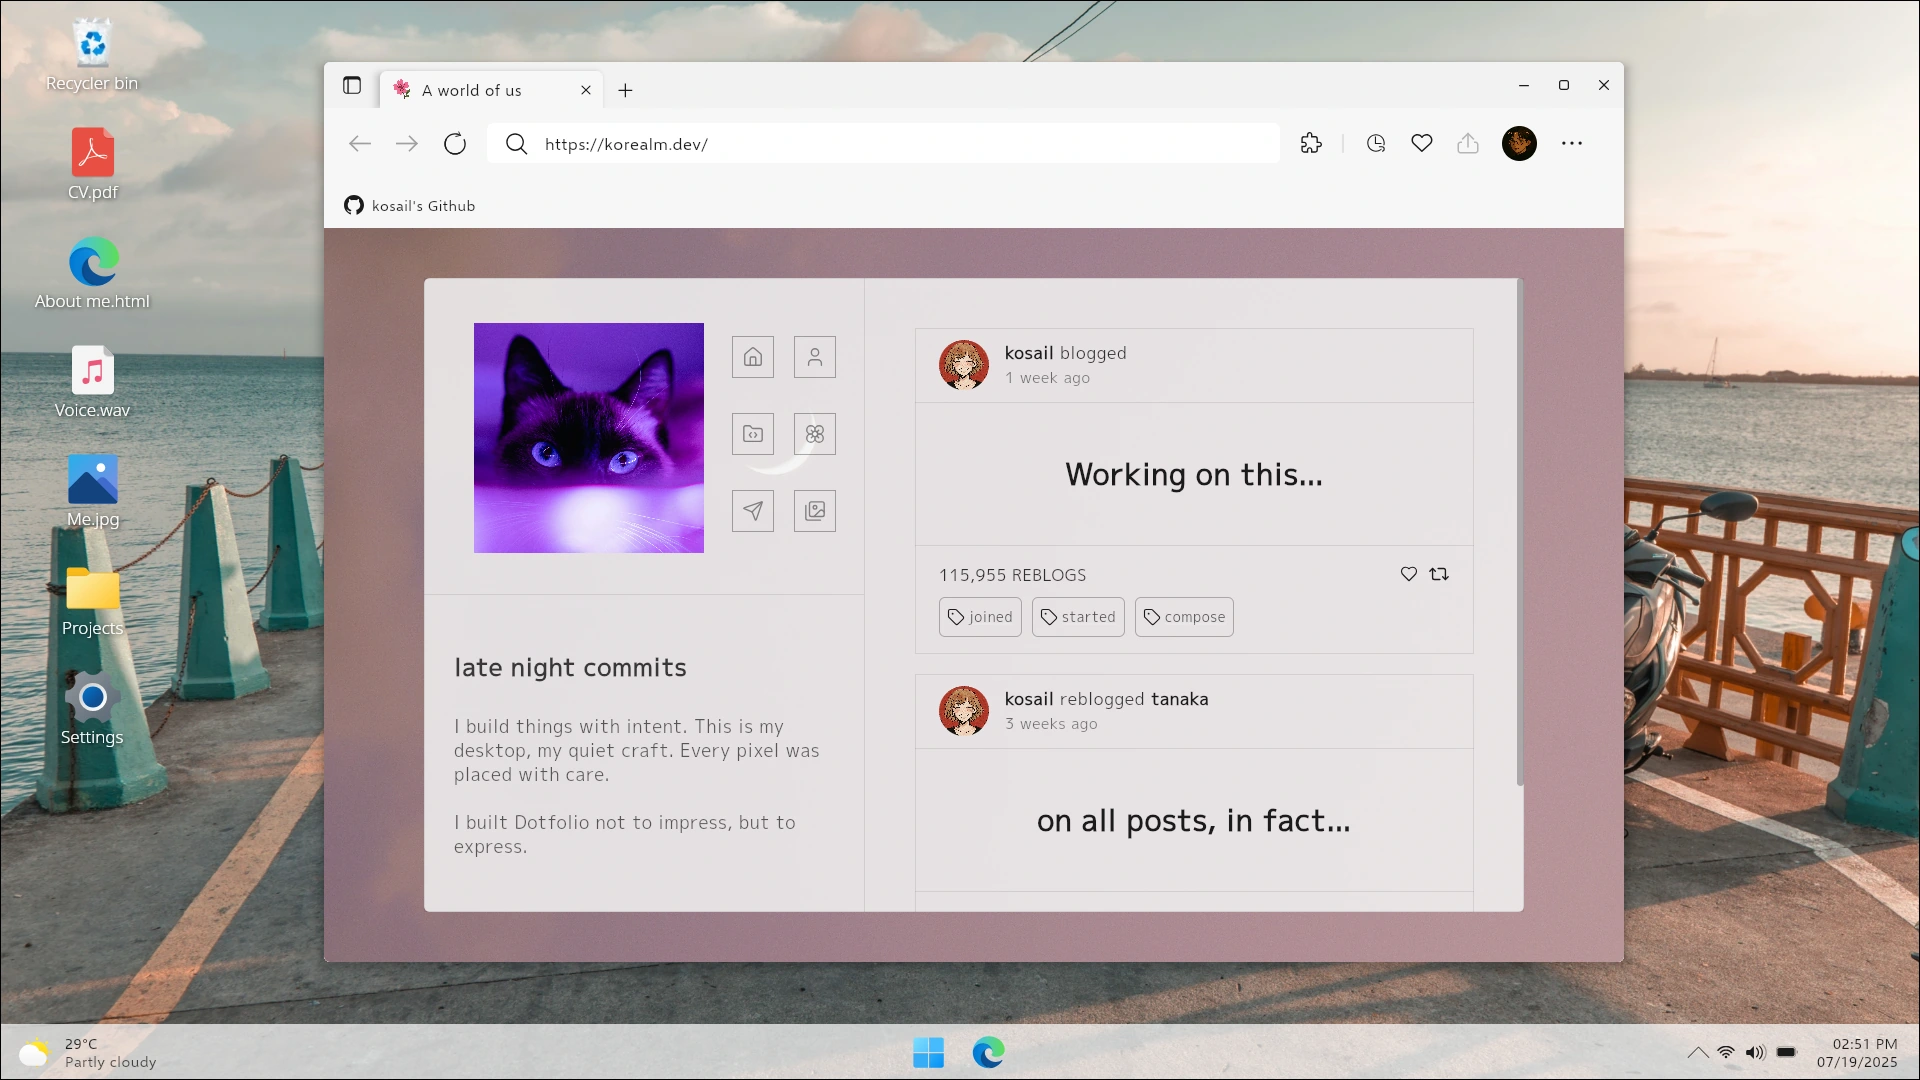 Recycler bin
CV.pdf
About me.html
Voice.wav
Me.jpg
Projects
Settings
A world of us
https://korealm.dev/
kosail's Github
late night commits
I build things with intent. This is my
desktop, my quiet craft. Every pixel was
placed with care.
I built Dotfolio not to impress, but to
express.
kosail blogged
1 week ago
Working on this...
115,955 REBLOGS
joined
started
compose
kosail reblogged tanaka
3 weeks ago
on all posts, in fact...
29°C
Partly cloudy
02:51 PM
07/19/2025